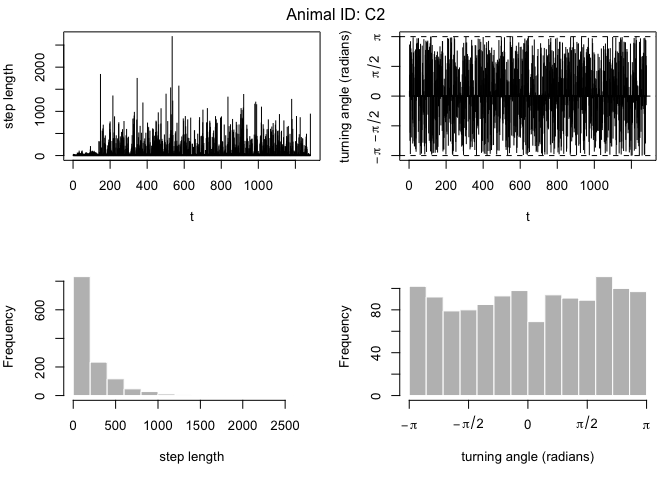 Animal ID: C2
step length
0 1000 2000
0 200 400 600 800 1000
t
turning angle (radians)
−π −π/2 0 π/2 π
0 200 400 600 800 1000
t
Frequency
0 200 600
0 500 1000 1500 2000 2500
step length
Frequency
0 40 80
−π −π/2 0 π/2 π
turning angle (radians)